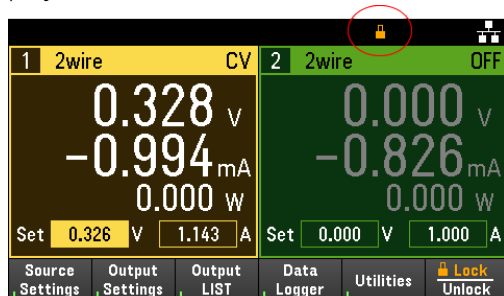 1 2wire CV 2 2wire OFF
0.328 V 0.000 V
-0.994 mA -0.826 mA
0.000 W 0.000 W
Set 0.326 V 1.143 A Set 0.000 V 1.000 A
Source Settings Output Settings Output LIST Data Logger Utilities Lock Unlock